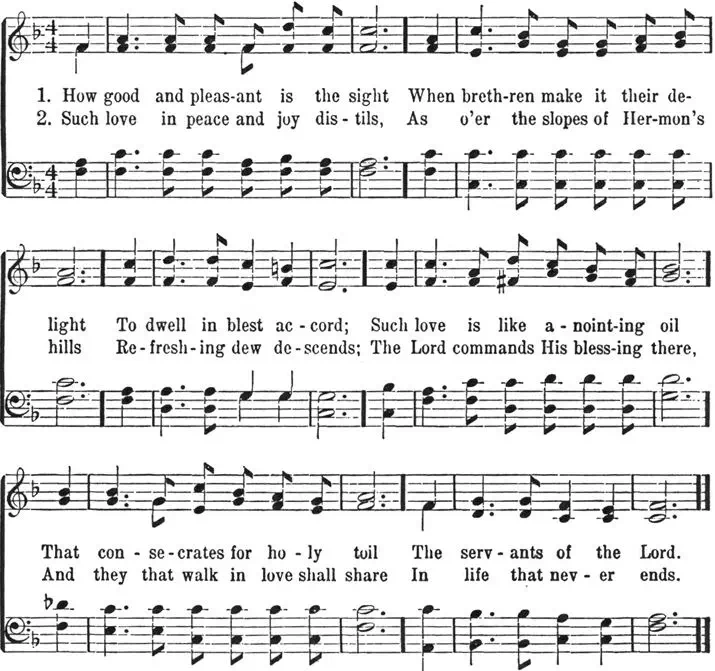 1. How good and pleas-ant is the sight When breth-ren make it their de-
2. Such love in peace and joy dis-tils, As o'er the slopes of Her-mon's
light To dwell in blest ac-cord; Such love is like a-noint-ing oil
hills Re-fresh-ing dew de-scends; The Lord commands His bless-ing there,
That con-se-crates for ho-ly toil The serv-ants of the Lord.
And they that walk in love shall share In life that nev-er ends.